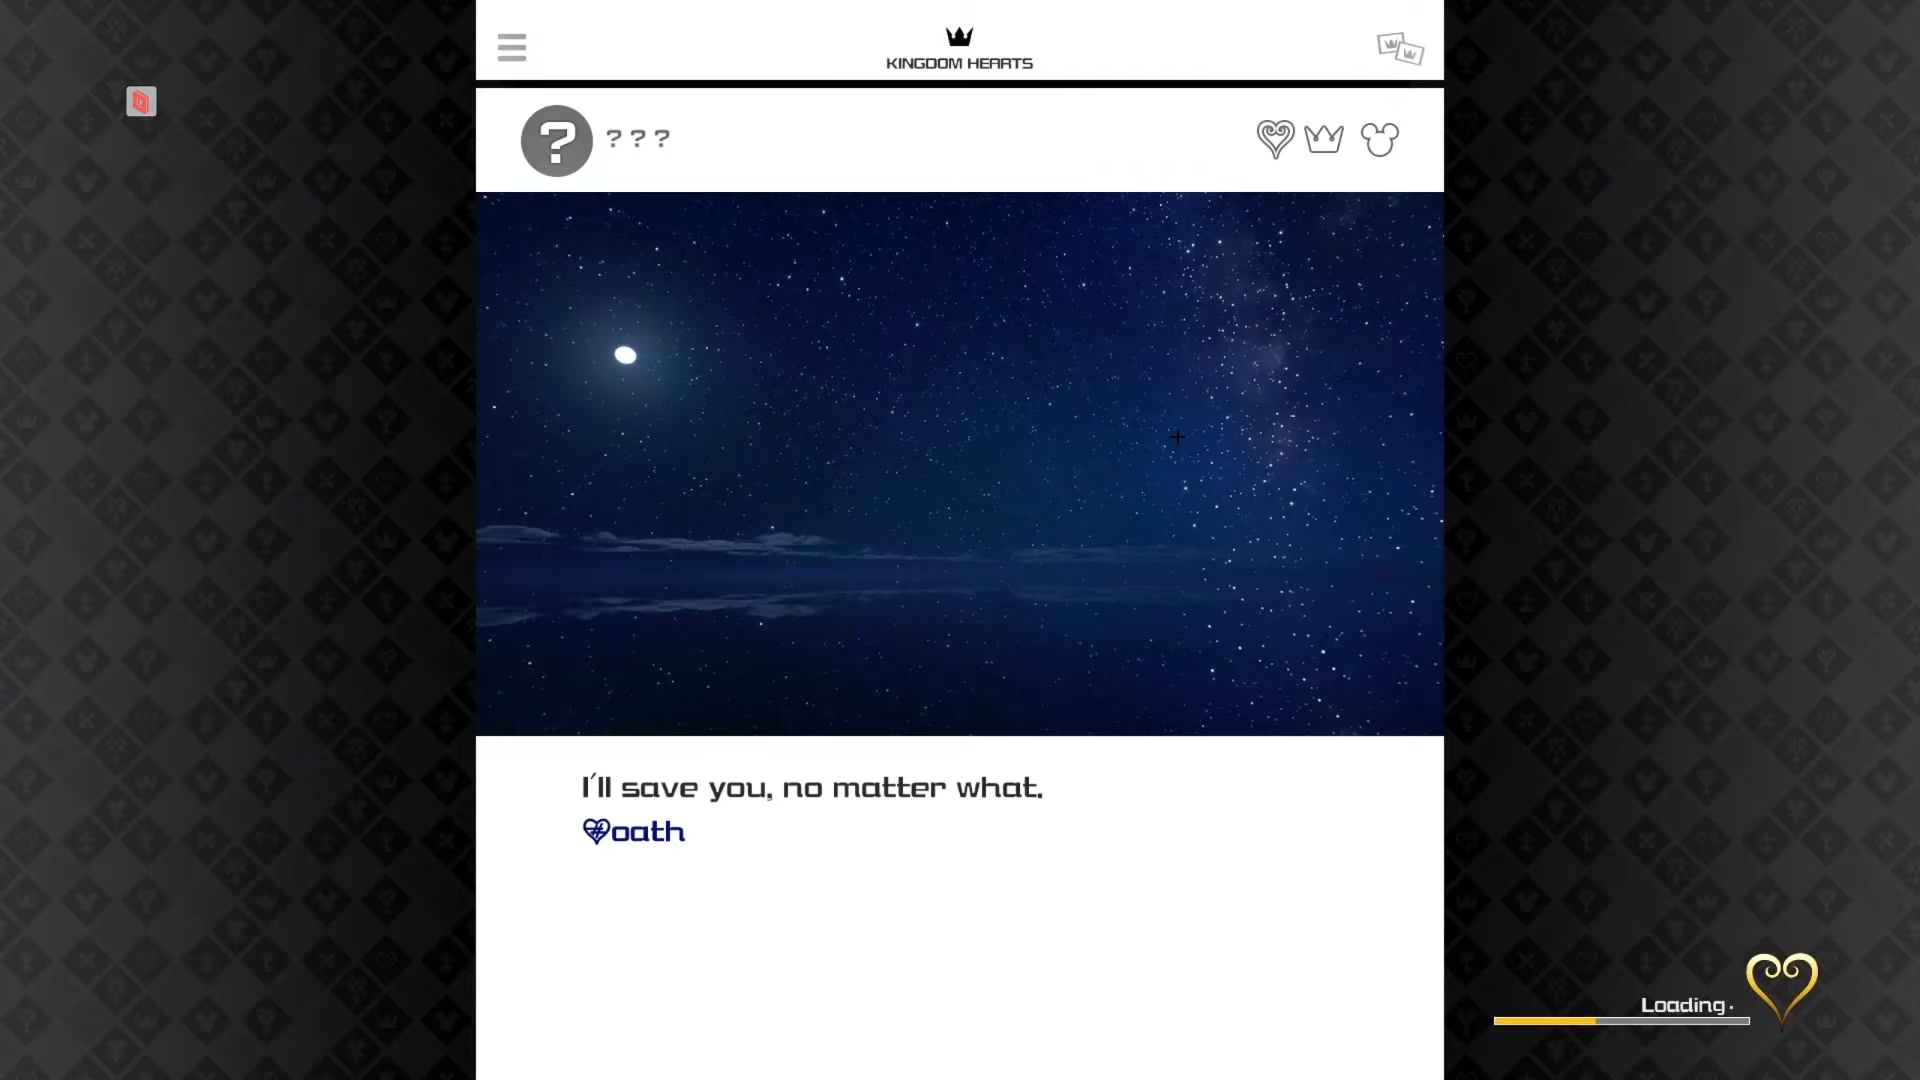 KINGDOM HEARTS
? ? ? ?
I'll save you, no matter what.
#oath
Loading.